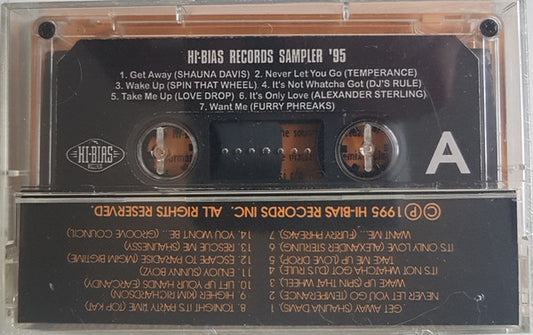 HI-BIAS RECORDS SAMPLER '95
1. Get Away (SHAUNA DAVIS) 2. Never Let You Go (TEMPERANCE)
3. Wake Up (SPIN THAT WHEEL) 4. It's Not Whatcha Got (DJ'S RULE)
5. Take Me Up (LOVE DROP) 6. It's Only Love (ALEXANDER STERLING)
7. Want Me (FURRY PHREAKS)
HI-BIAS
A
GET AWAY (SHAUNA DAVIS) 1
NEVER LET YOU GO (TEMPERANCE) 2
WAKE UP (SPIN THAT WHEEL) 3
IT'S NOT WHATCHA GOT (DJ'S RULE) 4
TAKE ME UP (LOVE DROP) 5
IT'S ONLY LOVE (ALEXANDER STERLING) 6
WANT ME... (FURRY PHREAKS) 7
8. TONIGHT IT'S PARTY TIME (TOP KAT)
9. HIGHER (KIM RICHARDSON)
10. LIFT UP YOUR HANDS (EARCANDY)
11. ENJOY (SUNNY BOYZ)
12. ESCAPE TO PARADISE (MG!M BIGTIME)
13. RESCUE ME (SHANESSY)
14. YOU WON'T BE... (GROOVE COUNCIL)
©℗ 1995 HI-BIAS RECORDS INC. ALL RIGHTS RESERVED.